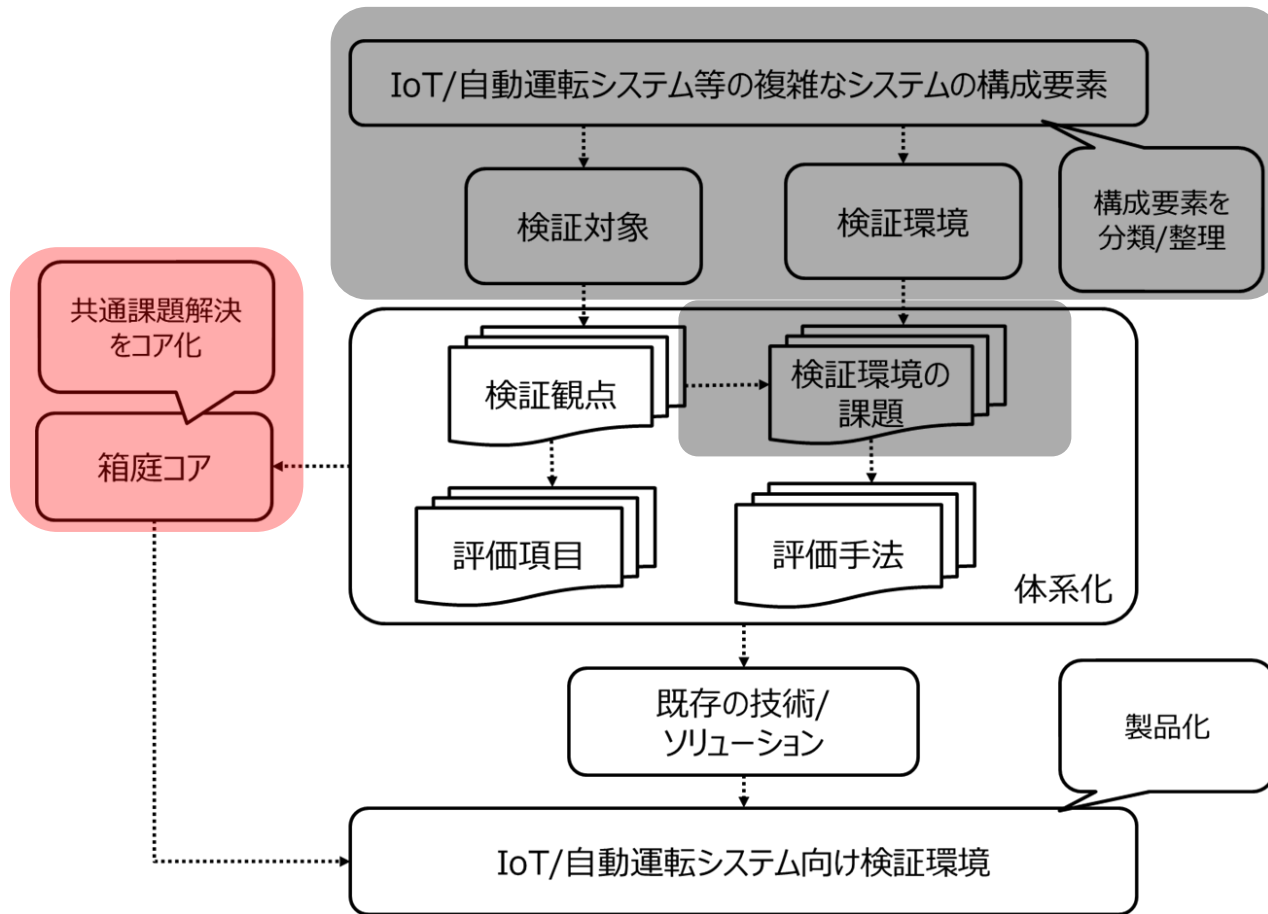 IoT/自動運転システム等の複雑なシステムの構成要素
検証対象
検証環境
構成要素を
分類/整理
共通課題解決
をコア化
箱庭コア
検証観点
検証環境の
課題
評価項目
評価手法
体系化
既存の技術/
ソリューション
製品化
IoT/自動運転システム向け検証環境